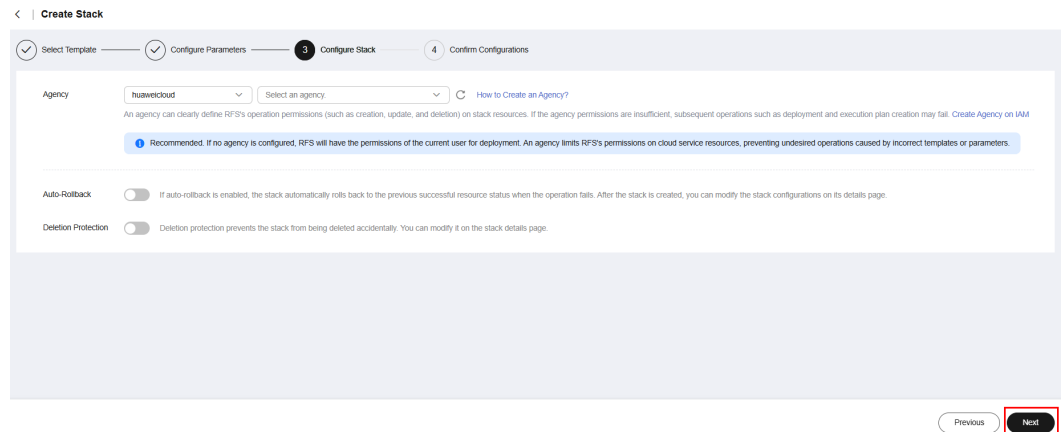 Create Stack
Select Template
Configure Parameters
3 Configure Stack
4 Confirm Configurations
Agency
huaweicloud
Select an agency.
How to Create an Agency?
An agency can clearly define RFS's operation permissions (such as creation, update, and deletion) on stack resources. If the agency permissions are insufficient, subsequent operations such as deployment and execution plan creation may fail. Create Agency on IAM
Recommended. If no agency is configured, RFS will have the permissions of the current user for deployment. An agency limits RFS's permissions on cloud service resources, preventing undesired operations caused by incorrect templates or parameters.
Auto-Rollback
If auto-rollback is enabled, the stack automatically rolls back to the previous successful resource status when the operation fails. After the stack is created, you can modify the stack configurations on its details page.
Deletion Protection
Deletion protection prevents the stack from being deleted accidentally. You can modify it on the stack details page.
Previous
Next